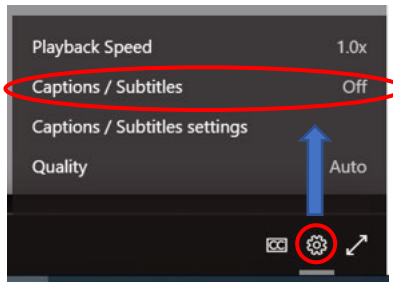 Playback Speed 1.0x
Captions / Subtitles Off
Captions / Subtitles settings
Quality Auto
CC